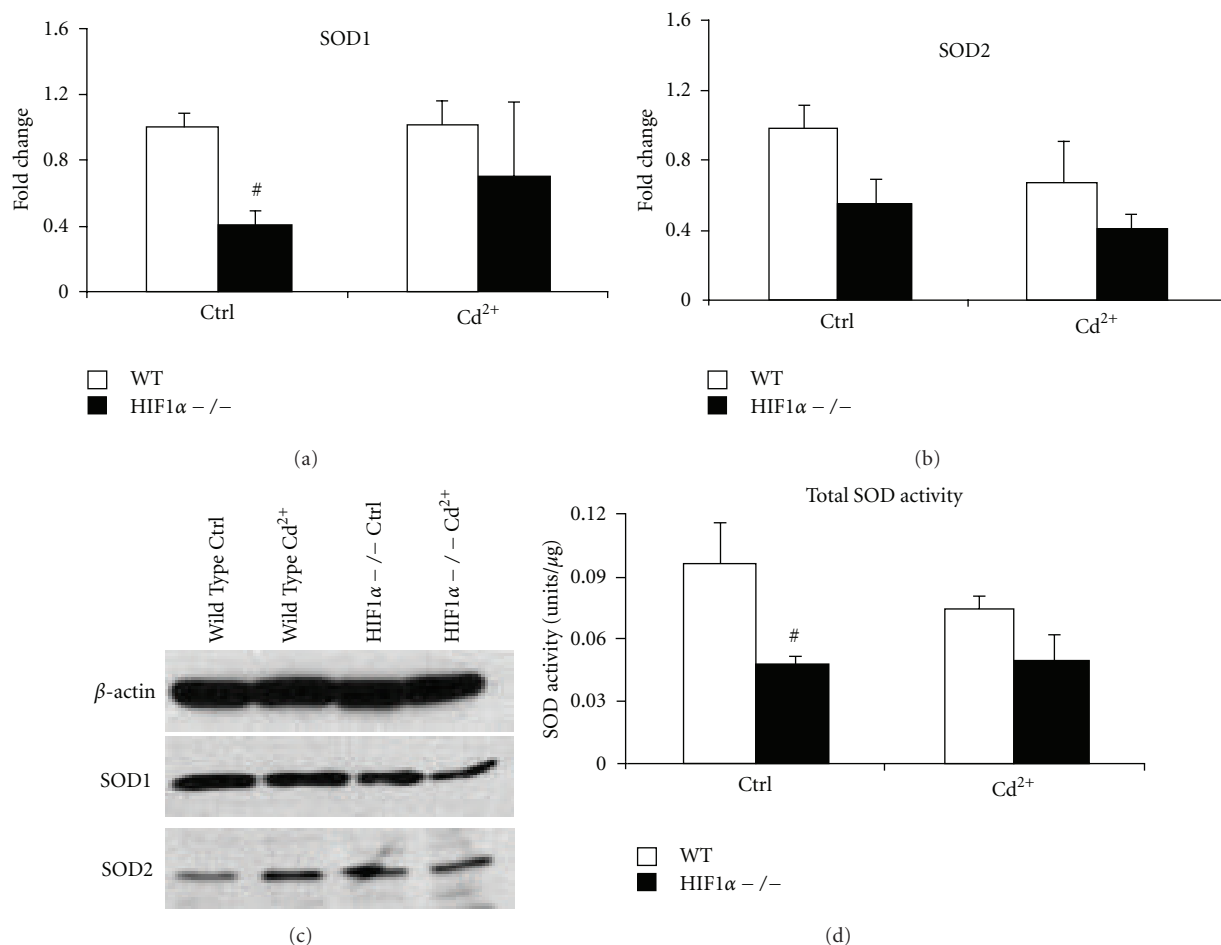 SOD1
1.6
1.2
0.8
0.4
0
Fold change
#
Ctrl
Cd²⁺
WT
HIF1α −/−
(a)
SOD2
1.6
1.2
0.8
0.4
0
Fold change
Ctrl
Cd²⁺
WT
HIF1α −/−
(b)
Wild Type Ctrl
Wild Type Cd²⁺
HIF1α −/− Ctrl
HIF1α −/− Cd²⁺
β-actin
SOD1
SOD2
(c)
Total SOD activity
0.12
0.09
0.06
0.03
0
SOD activity (units/μg)
#
Ctrl
Cd²⁺
WT
HIF1α −/−
(d)